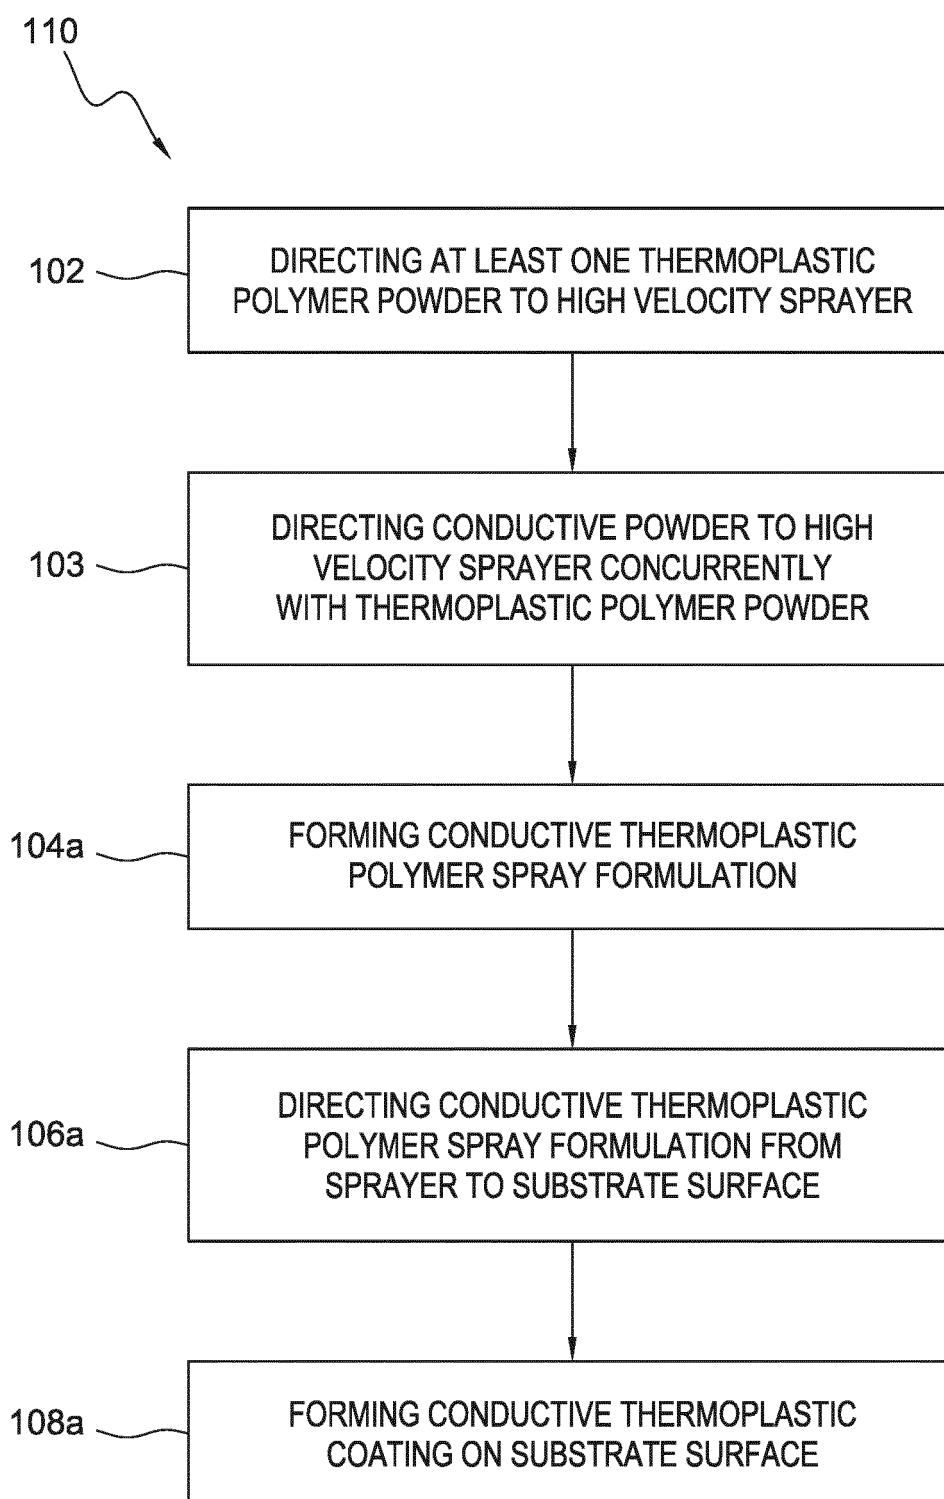 110
102
DIRECTING AT LEAST ONE THERMOPLASTIC
POLYMER POWDER TO HIGH VELOCITY SPRAYER
103
DIRECTING CONDUCTIVE POWDER TO HIGH
VELOCITY SPRAYER CONCURRENTLY
WITH THERMOPLASTIC POLYMER POWDER
104a
FORMING CONDUCTIVE THERMOPLASTIC
POLYMER SPRAY FORMULATION
106a
DIRECTING CONDUCTIVE THERMOPLASTIC
POLYMER SPRAY FORMULATION FROM
SPRAYER TO SUBSTRATE SURFACE
108a
FORMING CONDUCTIVE THERMOPLASTIC
COATING ON SUBSTRATE SURFACE